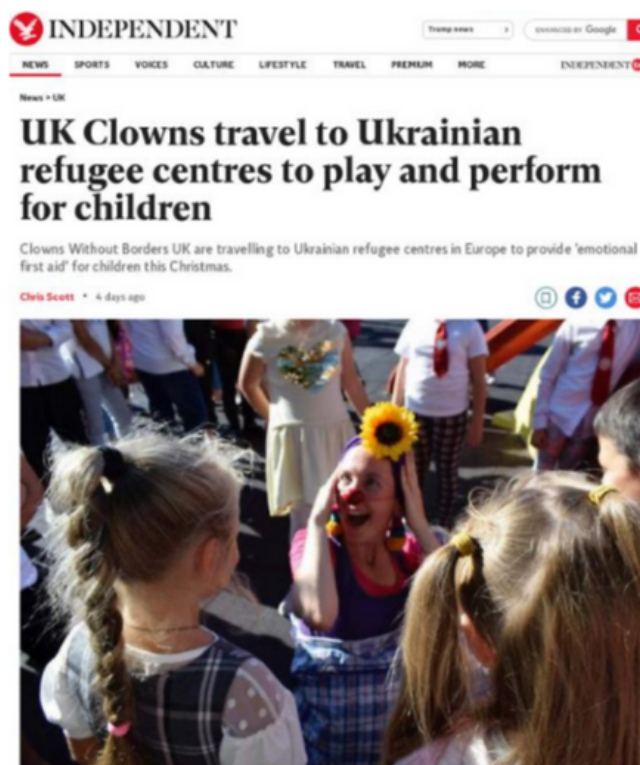 INDEPENDENT
Trump news
ENHANCED BY Google
NEWS SPORTS VOICES CULTURE LIFESTYLE TRAVEL PREMIUM MORE INDEPENDENT
News > UK
UK Clowns travel to Ukrainian
refugee centres to play and perform
for children
Clowns Without Borders UK are travelling to Ukrainian refugee centres in Europe to provide 'emotional
first aid' for children this Christmas.
Chris Scott • 4 days ago